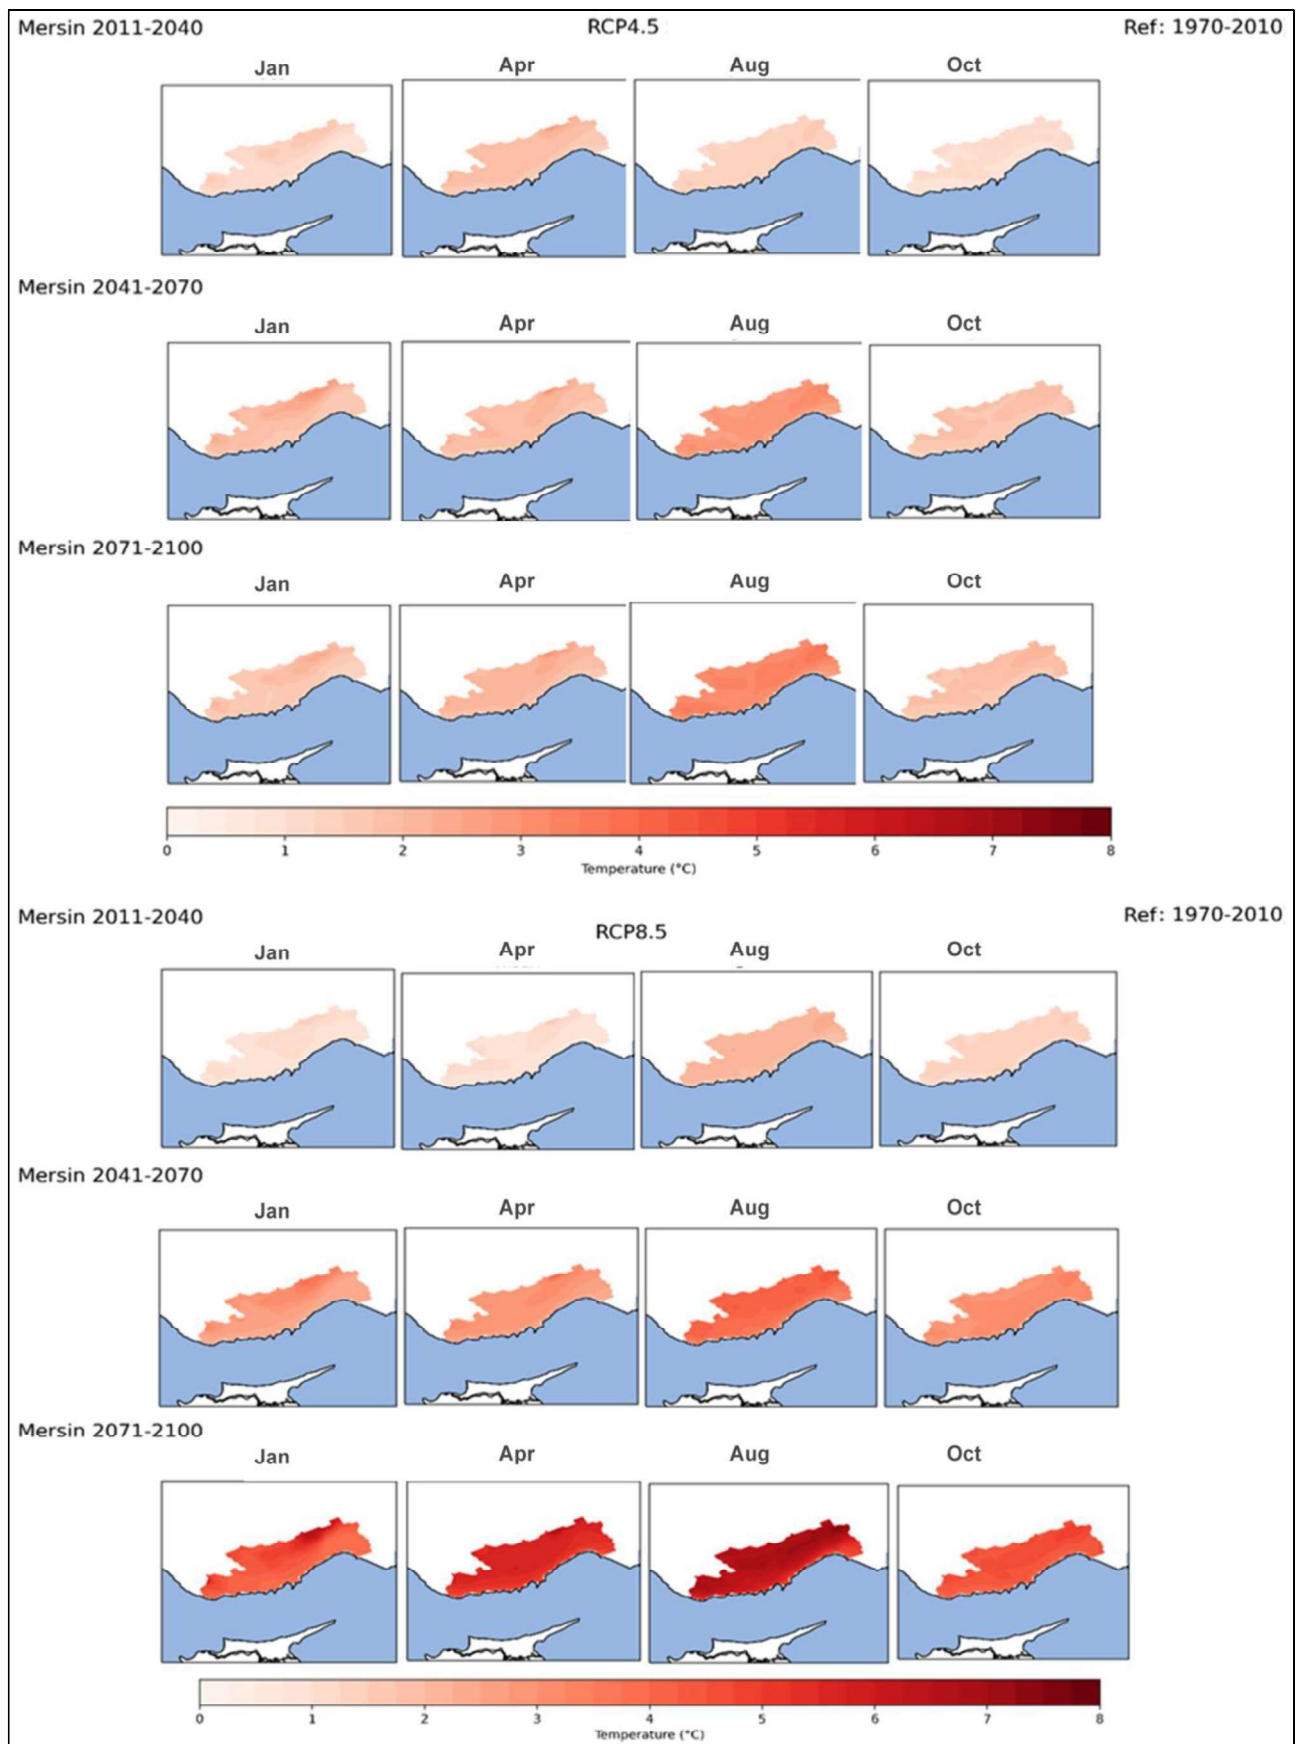 Mersin 2011-2040 RCP4.5 Ref: 1970-2010
Jan Apr Aug Oct
Mersin 2041-2070
Jan Apr Aug Oct
Mersin 2071-2100
Jan Apr Aug Oct
0 1 2 3 4 5 6 7 8
Temperature (°C)
Mersin 2011-2040 Ref: 1970-2010
RCP8.5
Jan Apr Aug Oct
Mersin 2041-2070
Jan Apr Aug Oct
Mersin 2071-2100
Jan Apr Aug Oct
0 1 2 3 4 5 6 7 8
Temperature (°C)